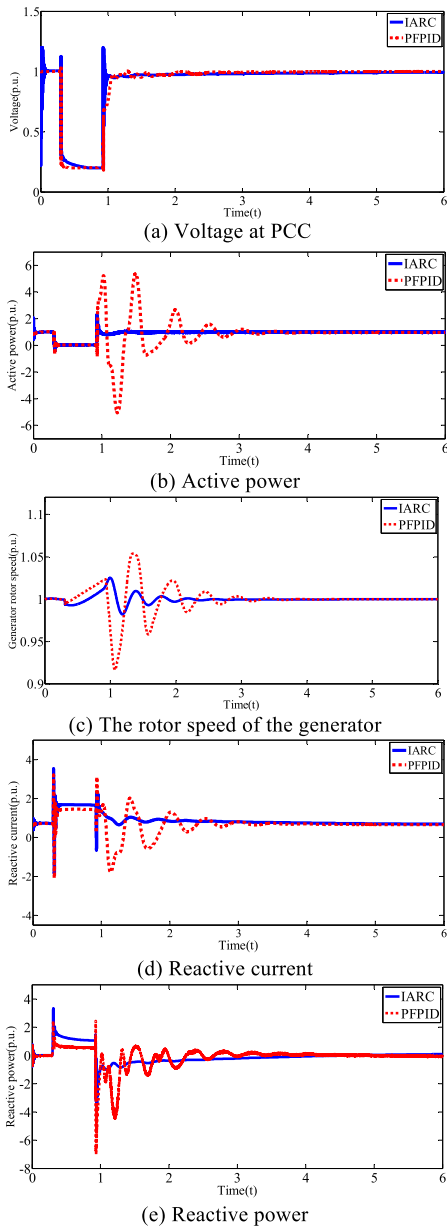 1.5
IARC
PFPID
Voltage(p.u.)
1
0.5
0
0 1 2 3 4 5 6
Time(t)
(a) Voltage at PCC
6
IARC
PFPID
4
Active power(p.u.)
2
0
-2
-4
-6
0 1 2 3 4 5 6
Time(t)
(b) Active power
1.1
IARC
PFPID
Generator rotor speed(p.u.)
1.05
1
0.95
0.9
0 1 2 3 4 5 6
Time(t)
(c) The rotor speed of the generator
IARC
PFPID
4
Reactive current(p.u.)
2
0
-2
-4
0 1 2 3 4 5 6
Time(t)
(d) Reactive current
IARC
PFPID
4
Reactive power(p.u.)
2
0
-2
-4
-6
-8
0 1 2 3 4 5 6
Time(t)
(e) Reactive power